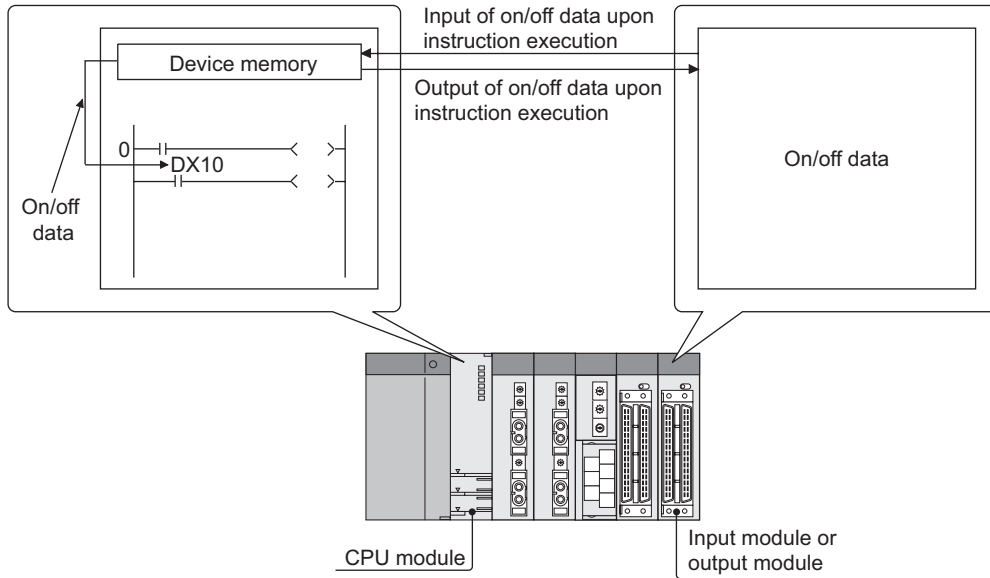 Input of on/off data upon
instruction execution
Device memory
Output of on/off data upon
instruction execution
0
DX10
On/off data
On/off
data
CPU module
Input module or
output module